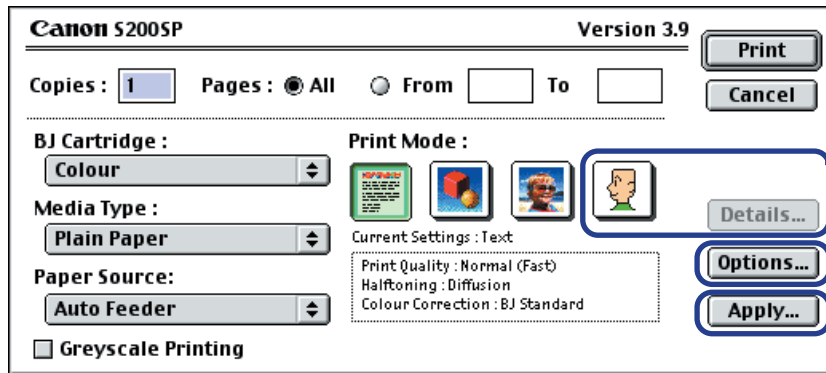 Canon S200SP Version 3.9
Print
Copies : 1 Pages : All From To
Cancel
BJ Cartridge : Print Mode :
Colour
Media Type :
Details...
Plain Paper
Current Settings : Text
Options...
Paper Source:
Print Quality : Normal (Fast)
Halftoning : Diffusion
Colour Correction : BJ Standard
Auto Feeder
Apply...
Greyscale Printing